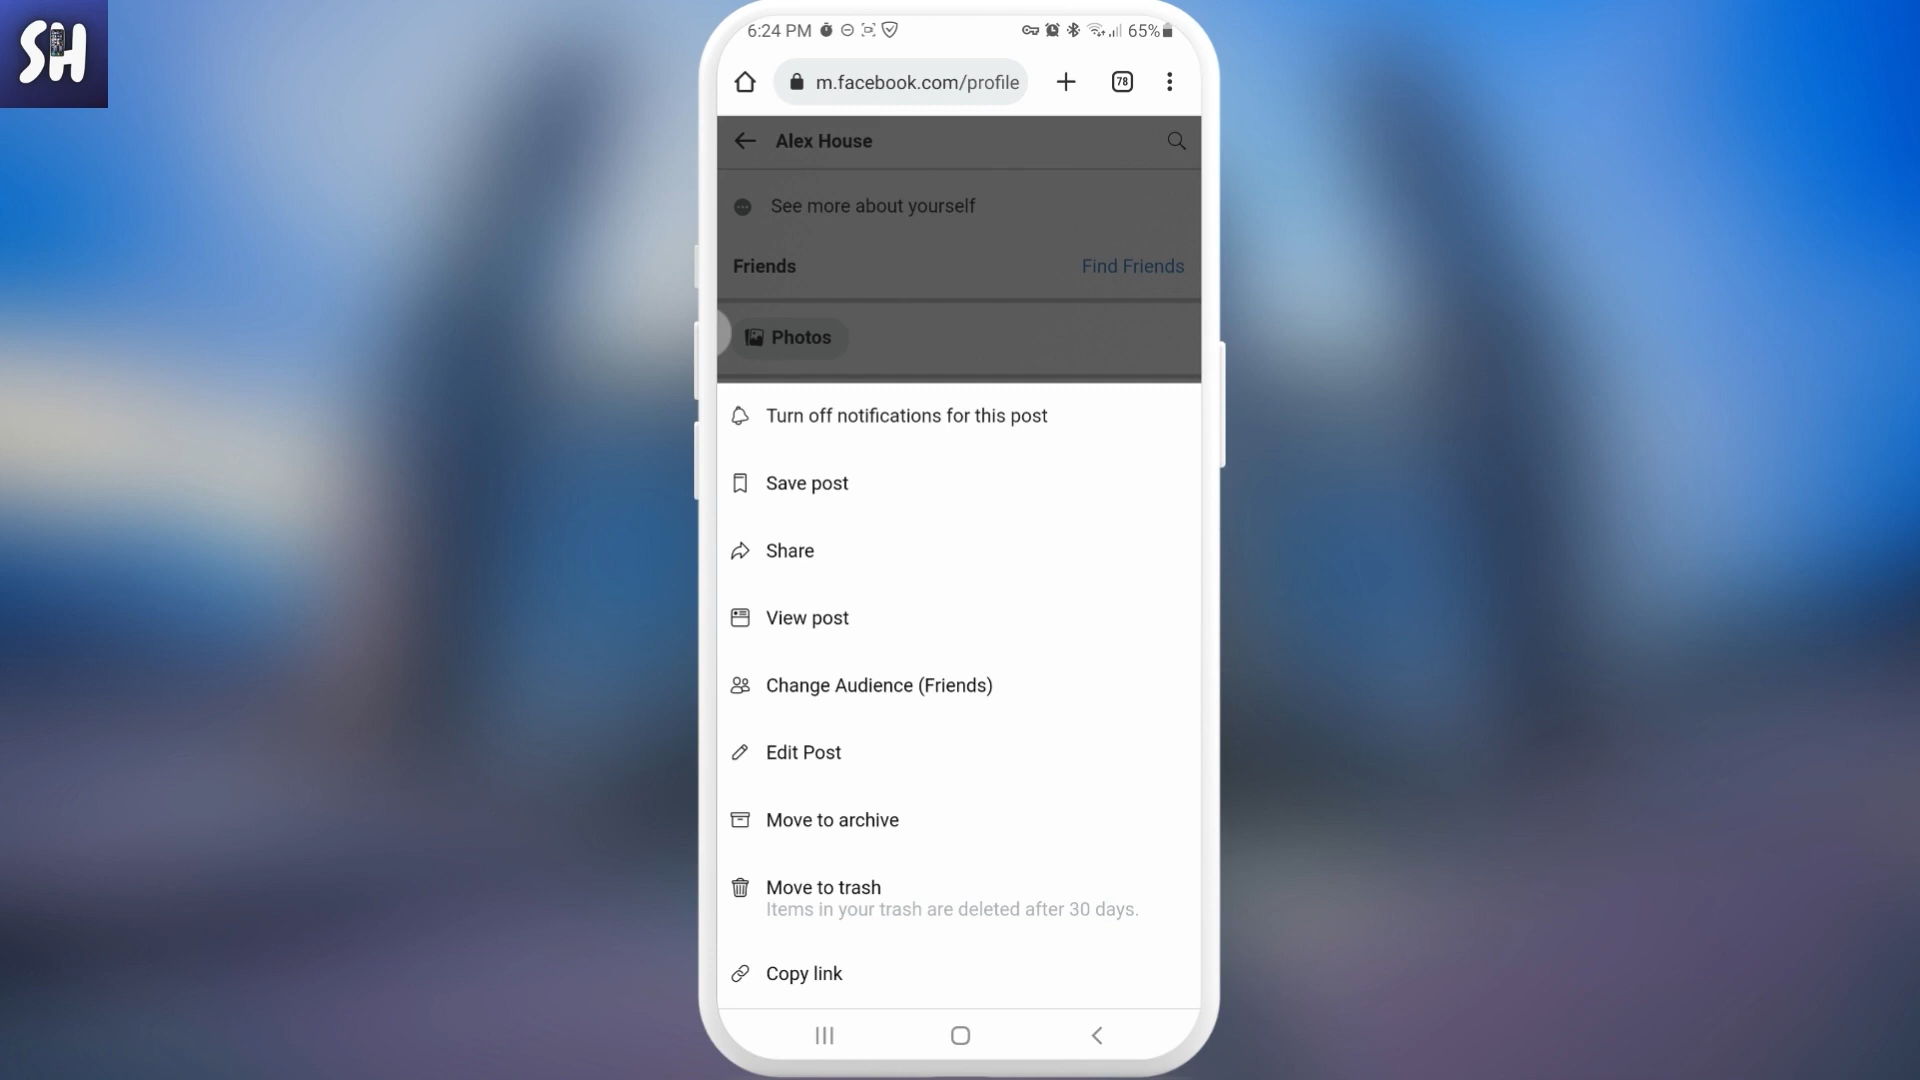 SH
6:24 PM 65%
m.facebook.com/profile 78
Alex House
See more about yourself
Friends Find Friends
Photos
Turn off notifications for this post
Save post
Share
View post
Change Audience (Friends)
Edit Post
Move to archive
Move to trash
Items in your trash are deleted after 30 days.
Copy link